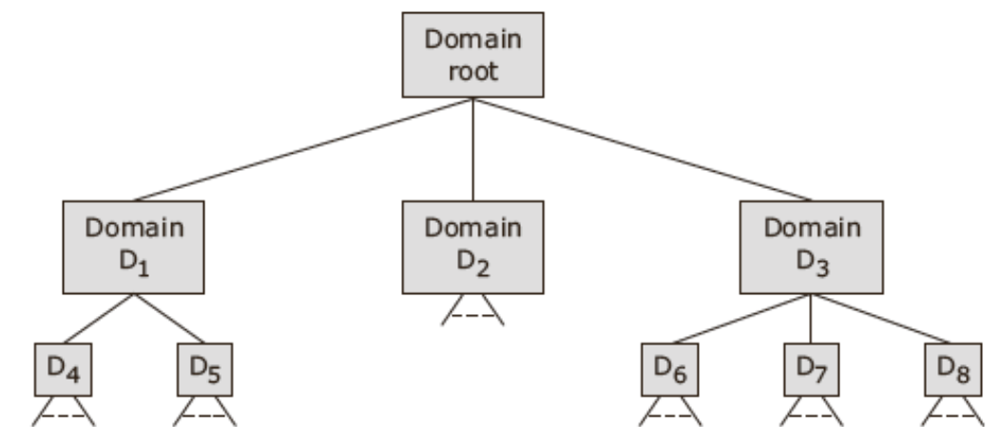 Domain
root
Domain
D₁
Domain
D₂
Domain
D₃
D₄
D₅
D₆
D₇
D₈